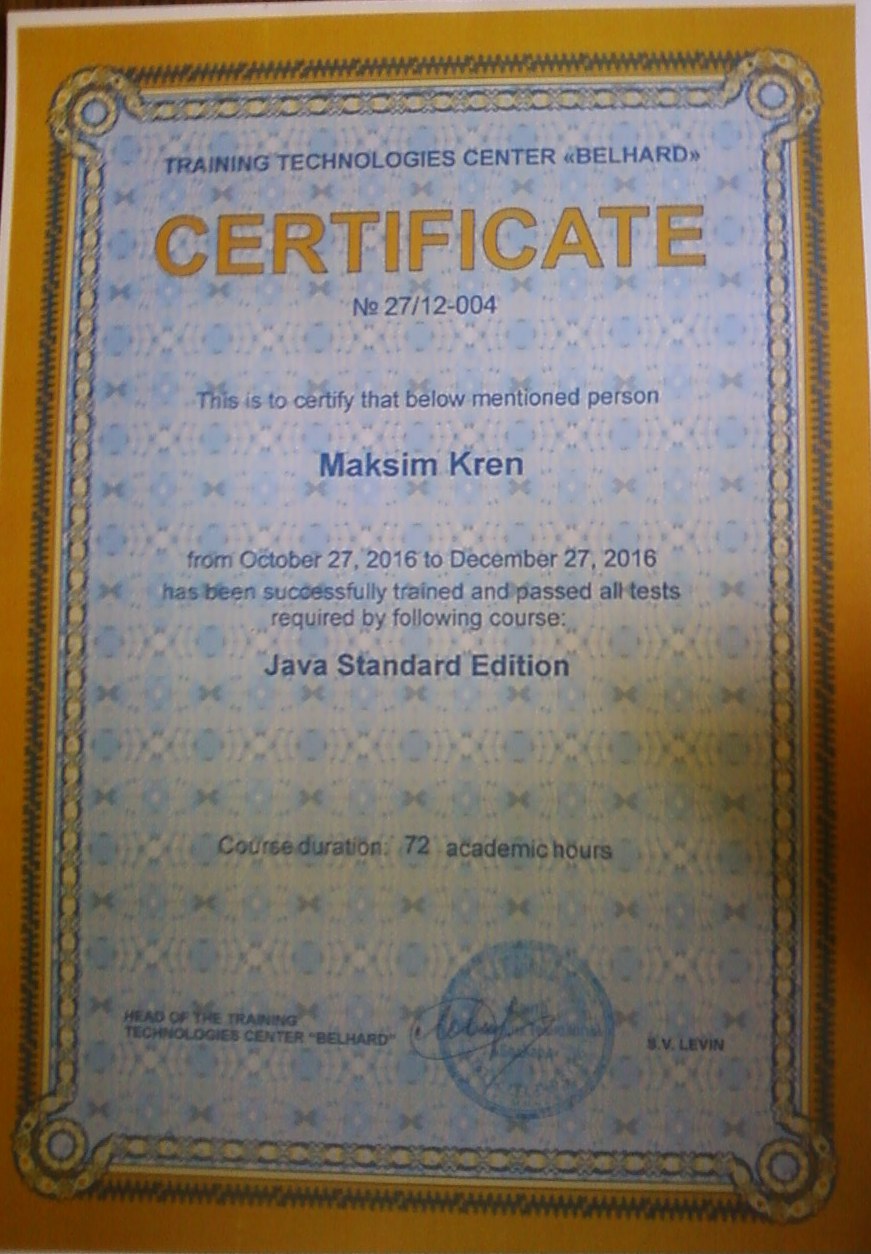 TRAINING TECHNOLOGIES CENTER «BELHARD»
CERTIFICATE
№ 27/12-004
This is to certify that below mentioned person
Maksim Kren
from October 27, 2016 to December 27, 2016
has been successfully trained and passed all tests
required by following course:
Java Standard Edition
Course duration: 72 academic hours
HEAD OF THE TRAINING
TECHNOLOGIES CENTER "BELHARD"
S.V. LEVIN